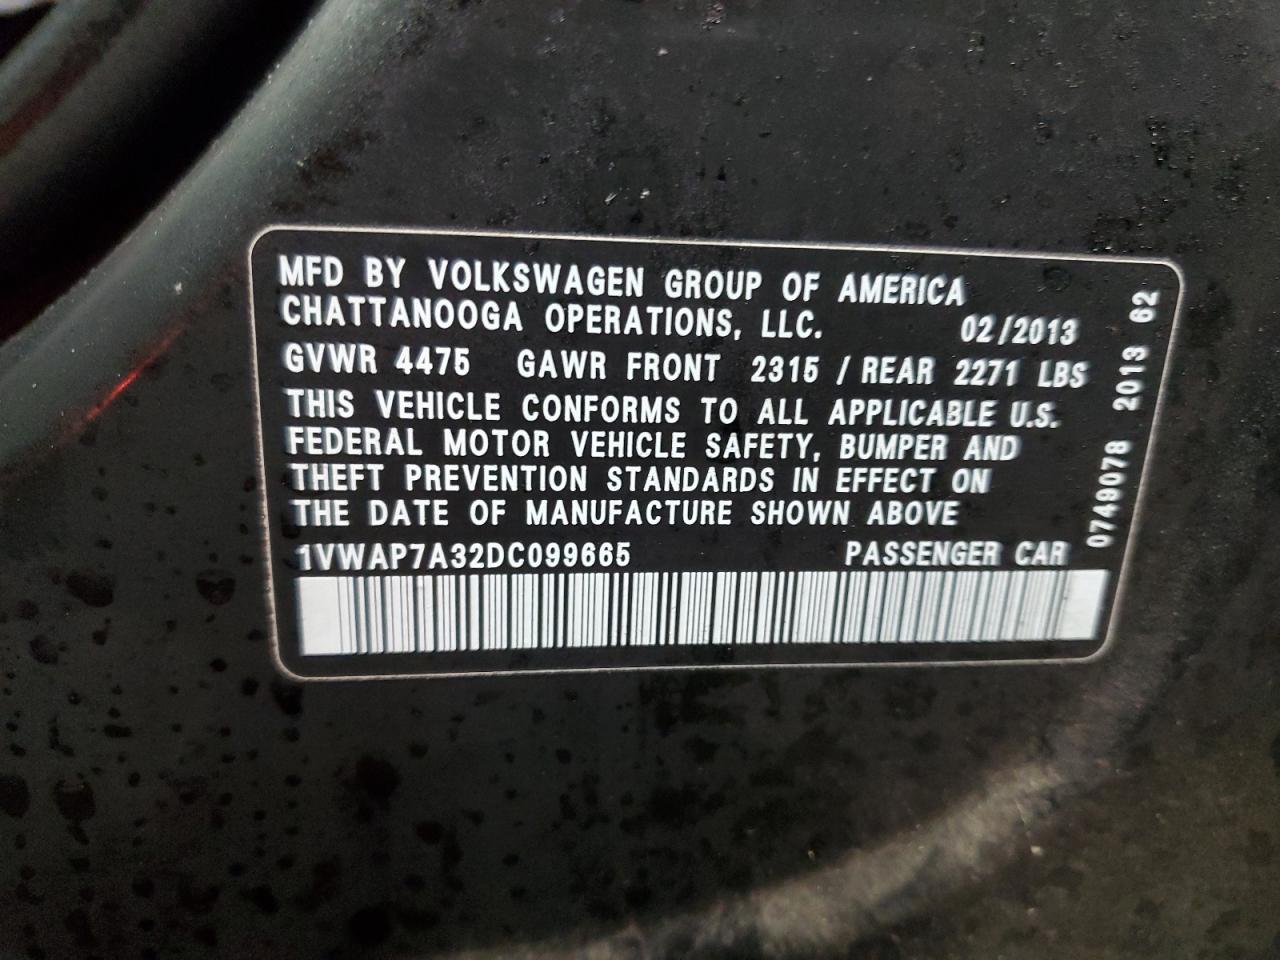 MFD BY VOLKSWAGEN GROUP OF AMERICA
CHATTANOOGA OPERATIONS, LLC. 02/2013
GVWR 4475 GAWR FRONT 2315 / REAR 2271 LBS
THIS VEHICLE CONFORMS TO ALL APPLICABLE U.S.
FEDERAL MOTOR VEHICLE SAFETY, BUMPER AND
THEFT PREVENTION STANDARDS IN EFFECT ON
THE DATE OF MANUFACTURE SHOWN ABOVE
1VWAP7A32DC099665 PASSENGER CAR
0749078 2013 62